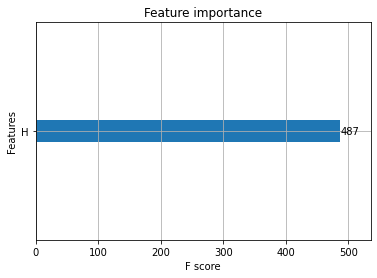 Feature importance
Features
H
487
0 100 200 300 400 500
F score